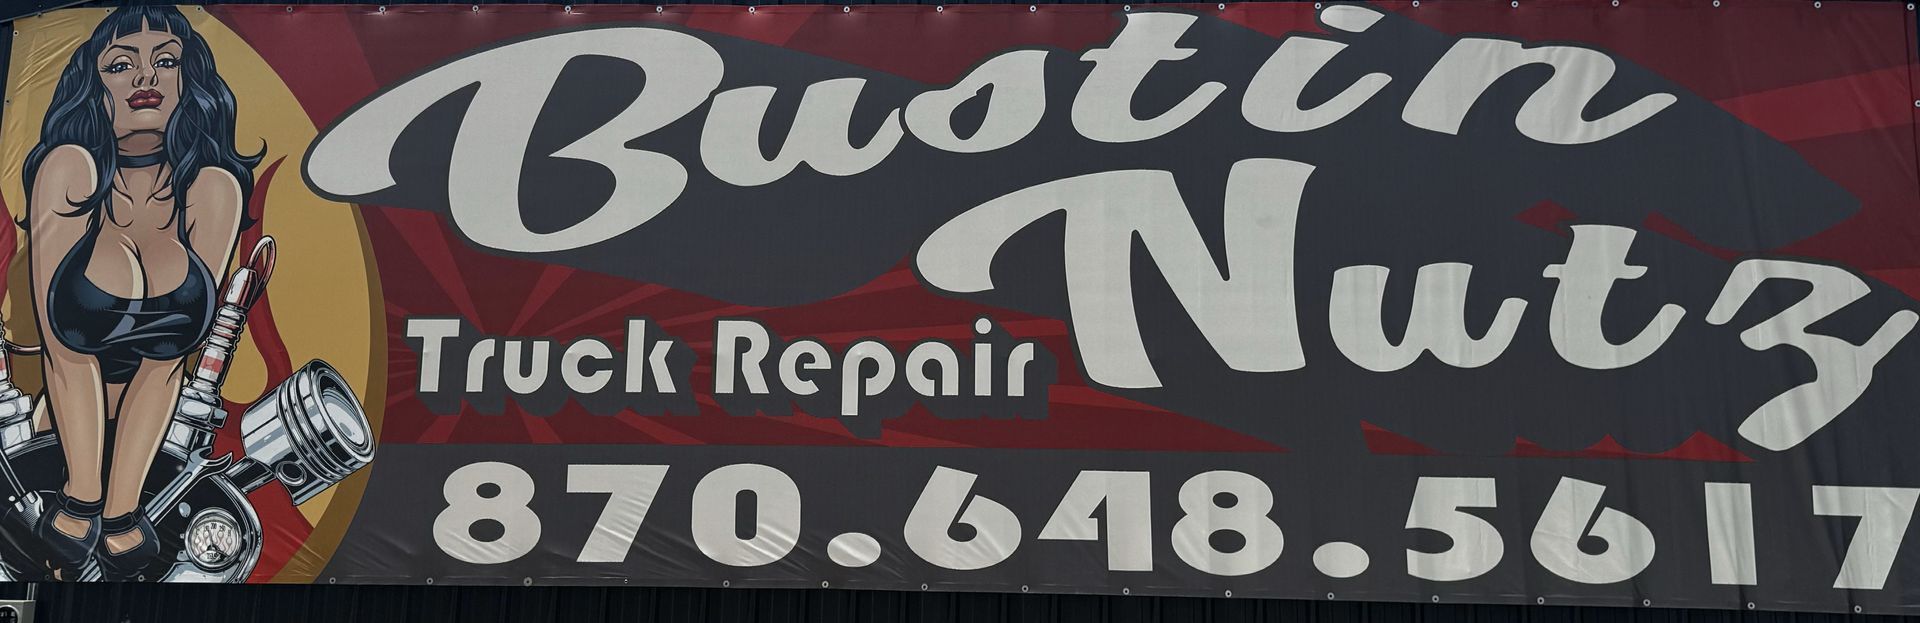 Bustin
Nutz
Truck Repair
870.648.5617